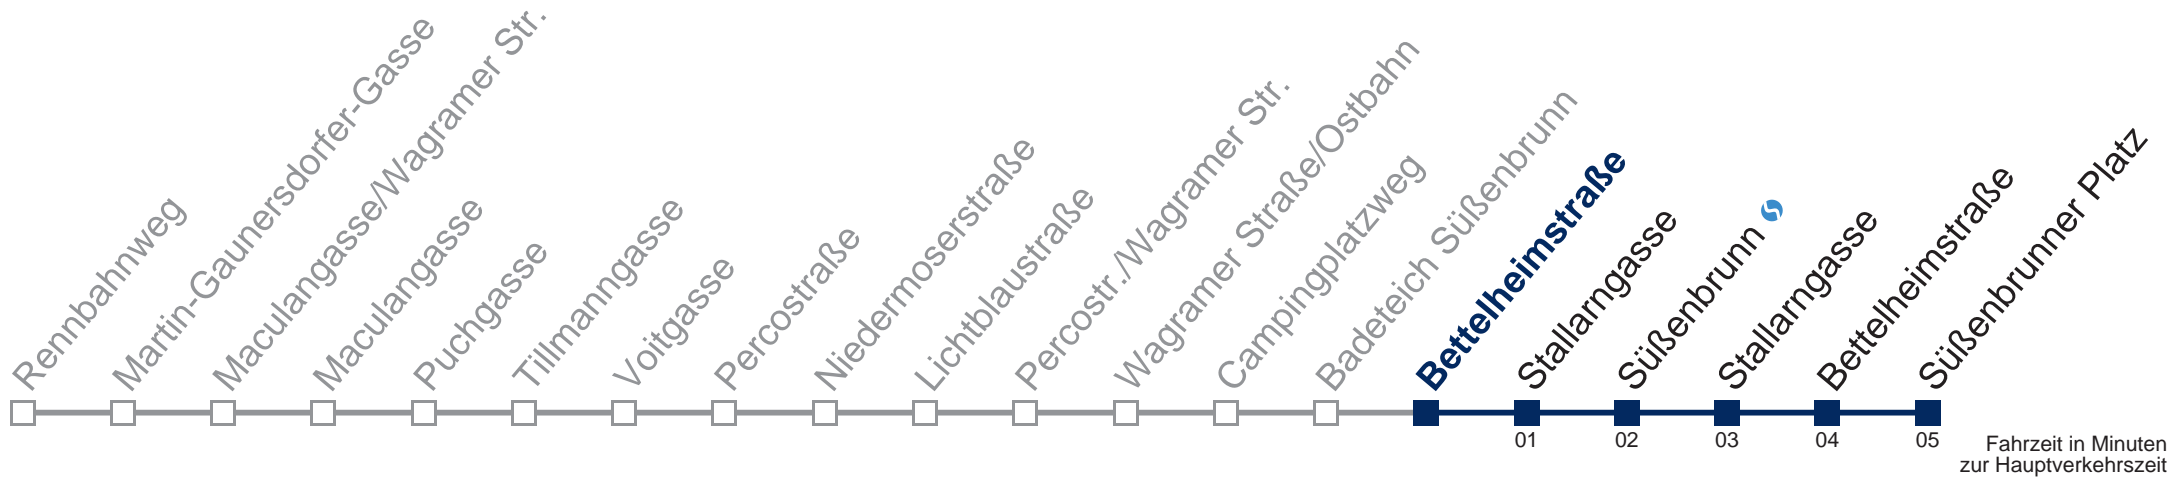 Rennbahnweg
Martin-Gaunersdorfer-Gasse
Maculangasse/Wagramer Str.
Maculangasse
Puchgasse
Tillmanngasse
Voitgasse
Percostraße
Niedermoserstraße
Lichtblaustraße
Percostr./Wagramer Str.
Wagramer Straße/Ostbahn
Campingplatzweg
Badeteich Süßenbrunn
Bettelheimstraße
Stallarngasse
Süßenbrunn
Stallarngasse
Bettelheimstraße
Süßenbrunner Platz
01 02 03 04 05
Fahrzeit in Minuten
zur Hauptverkehrszeit